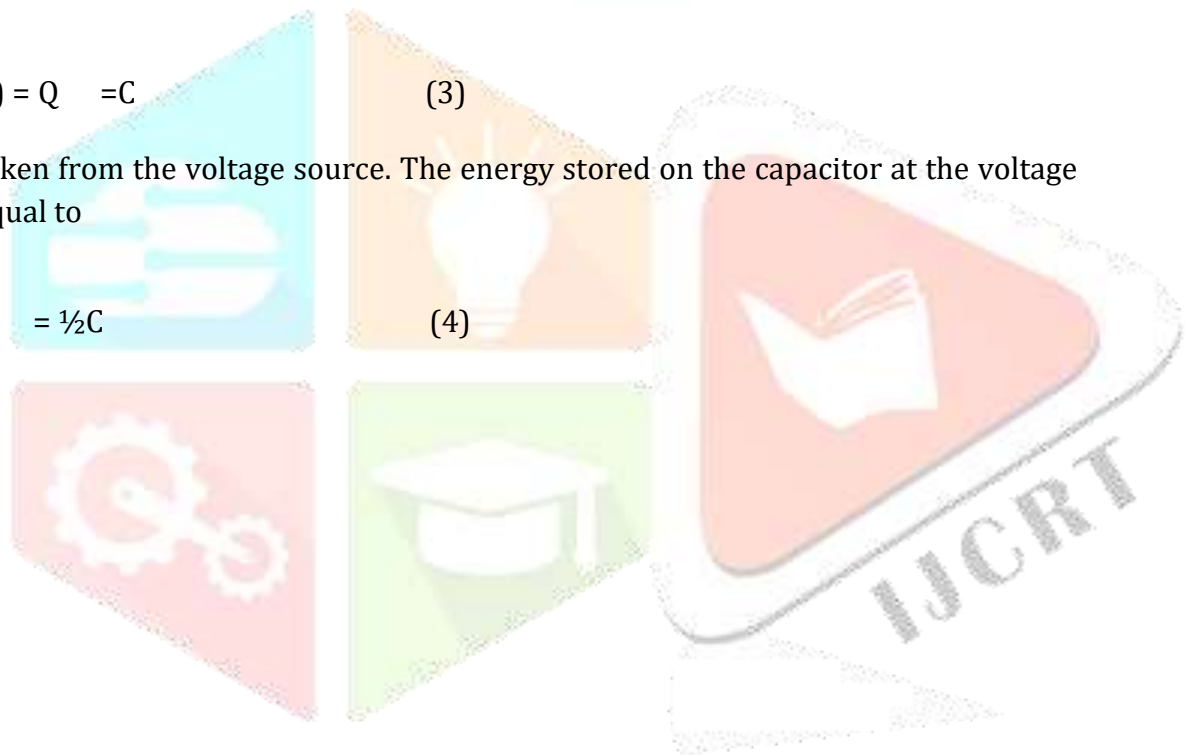 ) = Q =C (3)
ken from the voltage source. The energy stored on the capacitor at the voltage
qual to
= ½C (4)
IJCRT